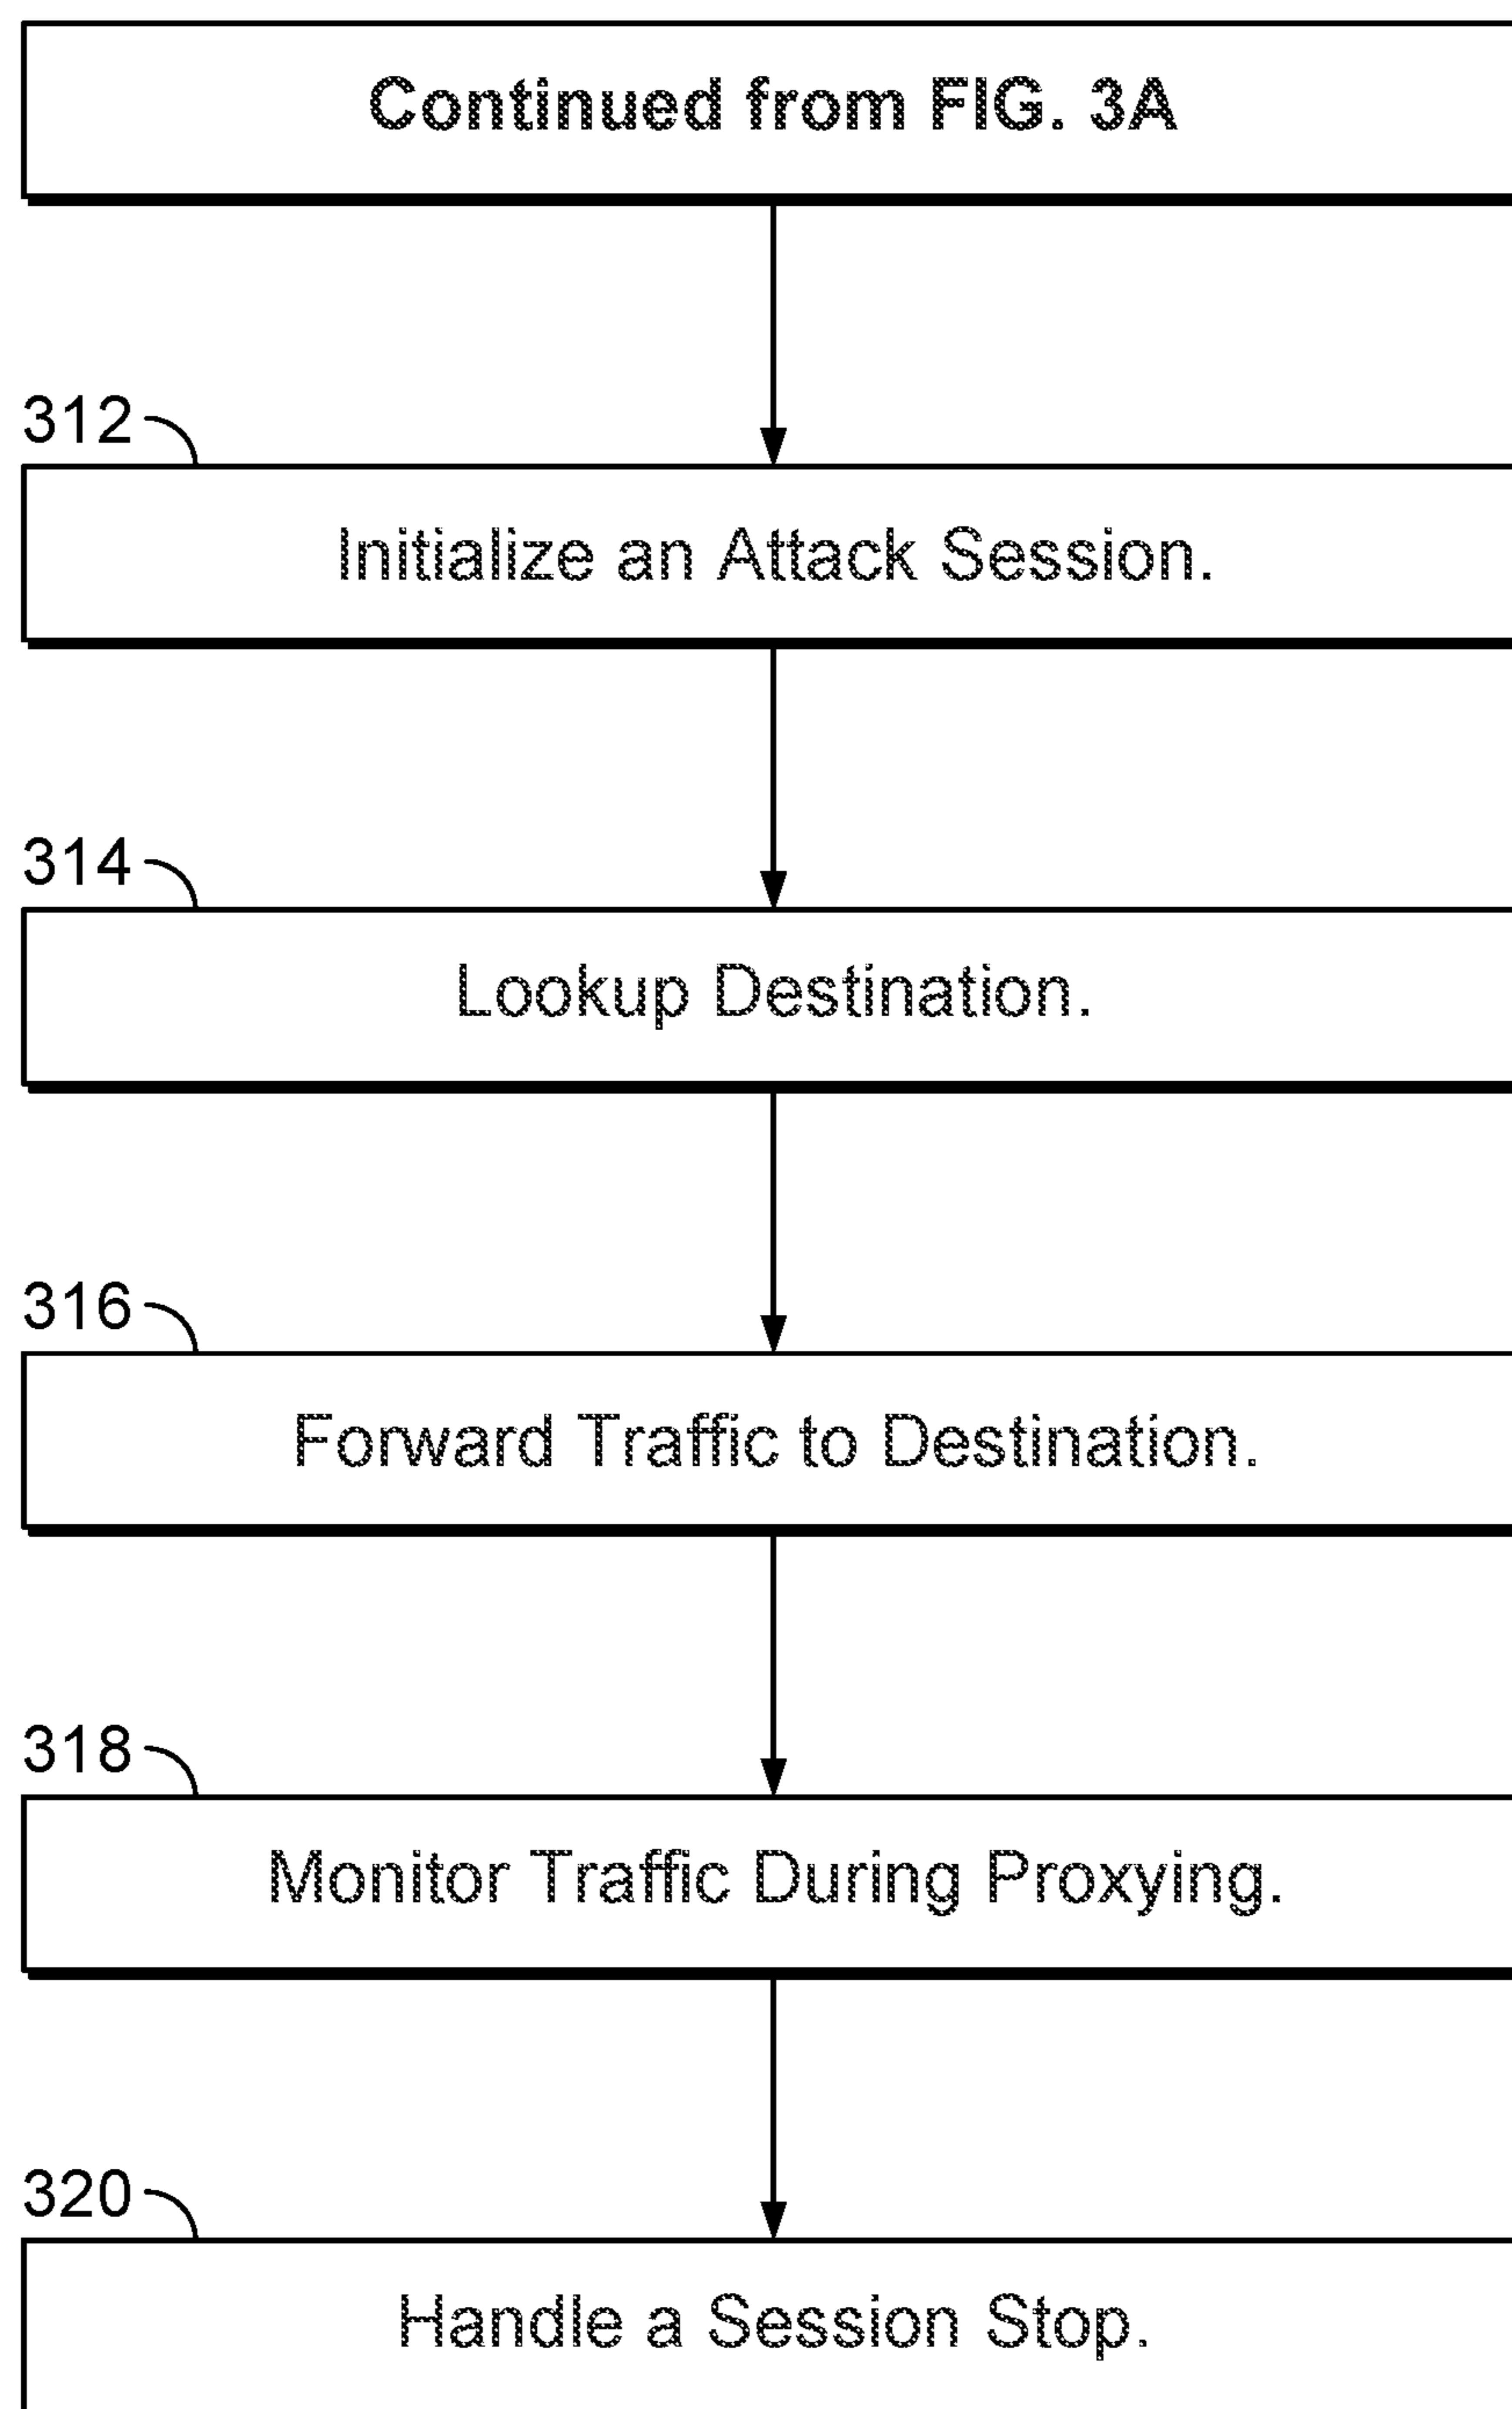 Continued from FIG. 3A
312
Initialize an Attack Session.
314
Lookup Destination.
316
Forward Traffic to Destination.
318
Monitor Traffic During Proxying.
320
Handle a Session Stop.